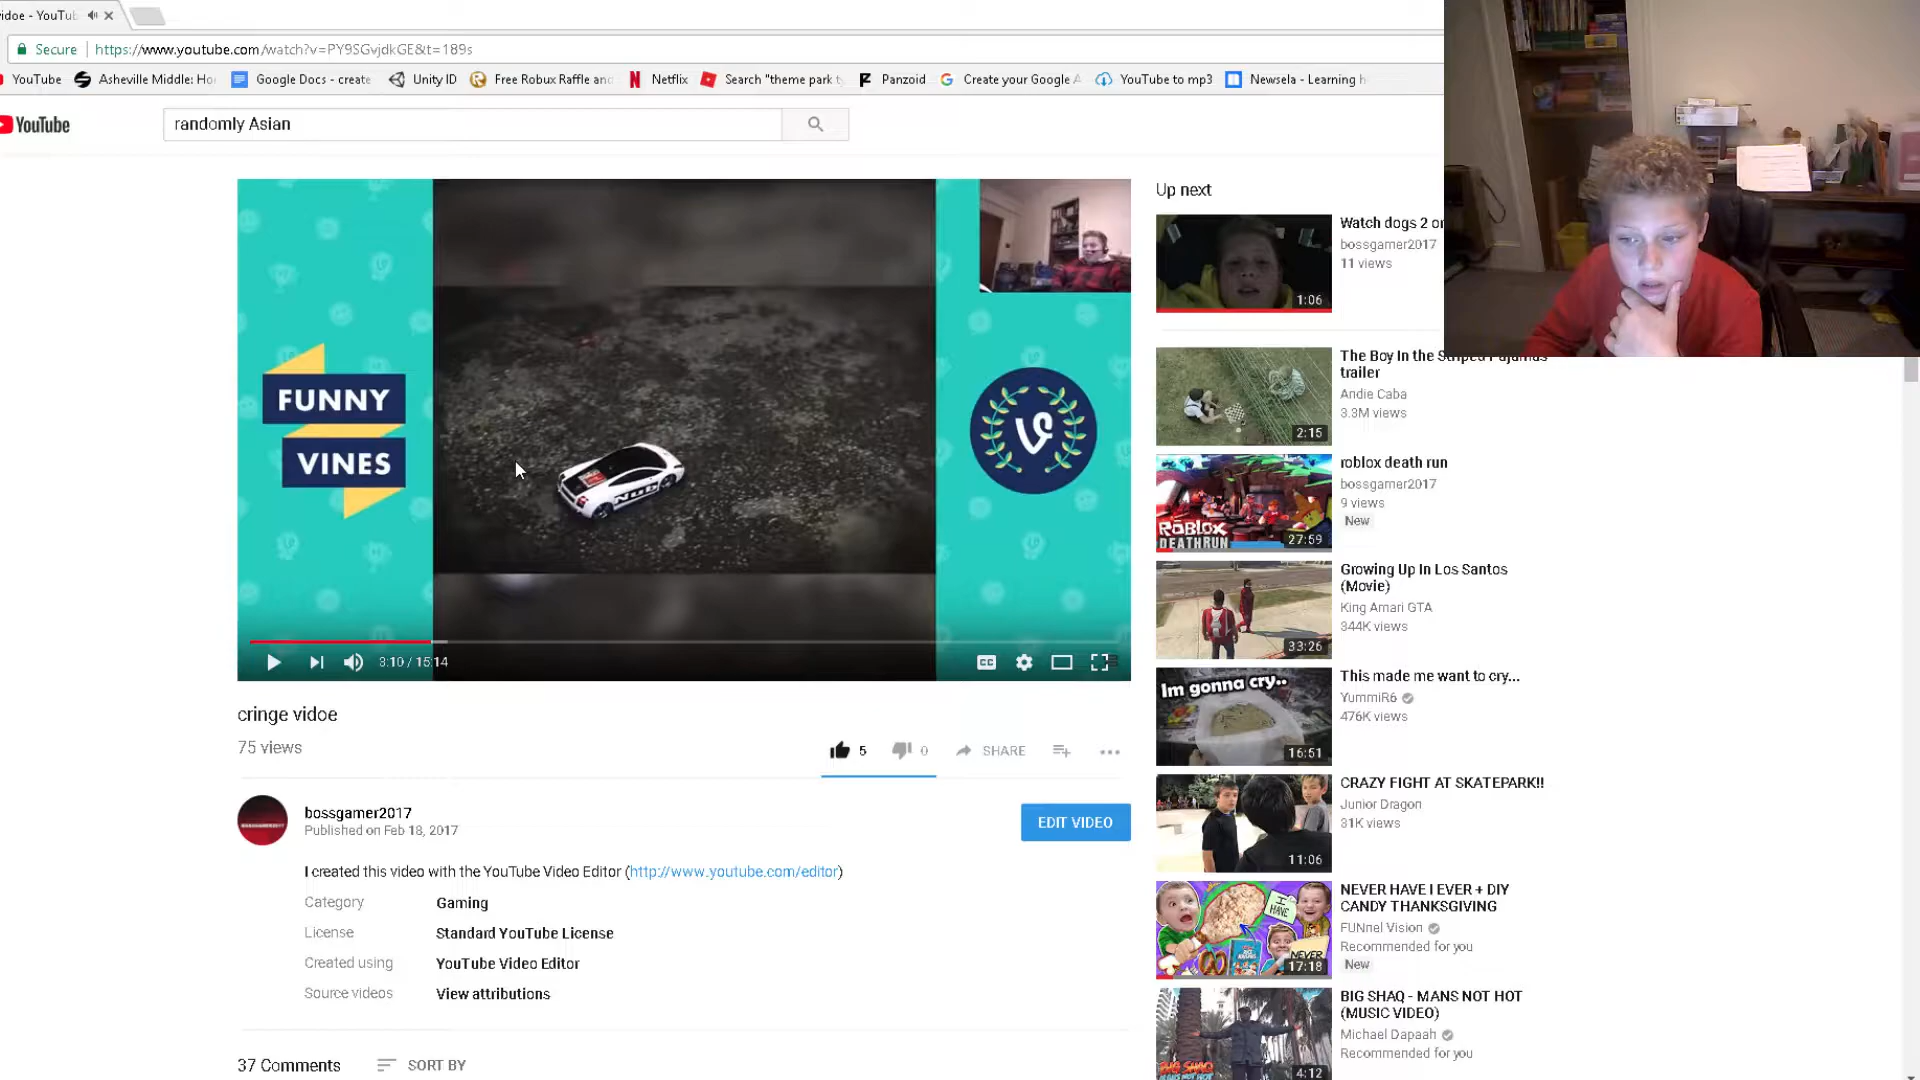 idoe - YouTub
Secure https://www.youtube.com/watch?v=PY9SGvjdkGE&t=189s
YouTube Asheville Middle: Ho Google Docs - create Unity ID Free Robux Raffle and Netflix Search "theme park ty Panzoid Create your Google A YouTube to mp3 Newsela - Learning h
YouTube randomly Asian
FUNNY
VINES
Nub
3:10 / 15:14
CC
cringe vidoe
75 views
5 0 SHARE
bossgamer2017
Published on Feb 18, 2017
EDIT VIDEO
I created this video with the YouTube Video Editor (http://www.youtube.com/editor)
Category Gaming
License Standard YouTube License
Created using YouTube Video Editor
Source videos View attributions
37 Comments SORT BY
Up next
Watch dogs 2 or
bossgamer2017
11 views
1:06
The Boy In the Striped Pajamas
trailer
Andie Caba
3.3M views
2:15
roblox death run
bossgamer2017
9 views
New
ROBLOX
DEATHRUN
27:59
Growing Up In Los Santos
(Movie)
King Amari GTA
344K views
33:26
This made me want to cry...
YummiR6
476K views
Im gonna cry..
16:51
CRAZY FIGHT AT SKATEPARK!!
Junior Dragon
31K views
11:06
NEVER HAVE I EVER + DIY
CANDY THANKSGIVING
FUNnel Vision
Recommended for you
New
I HAVE
NEVER
17:18
BIG SHAQ - MANS NOT HOT
(MUSIC VIDEO)
Michael Dapaah
Recommended for you
BIG SHAQ
4:12